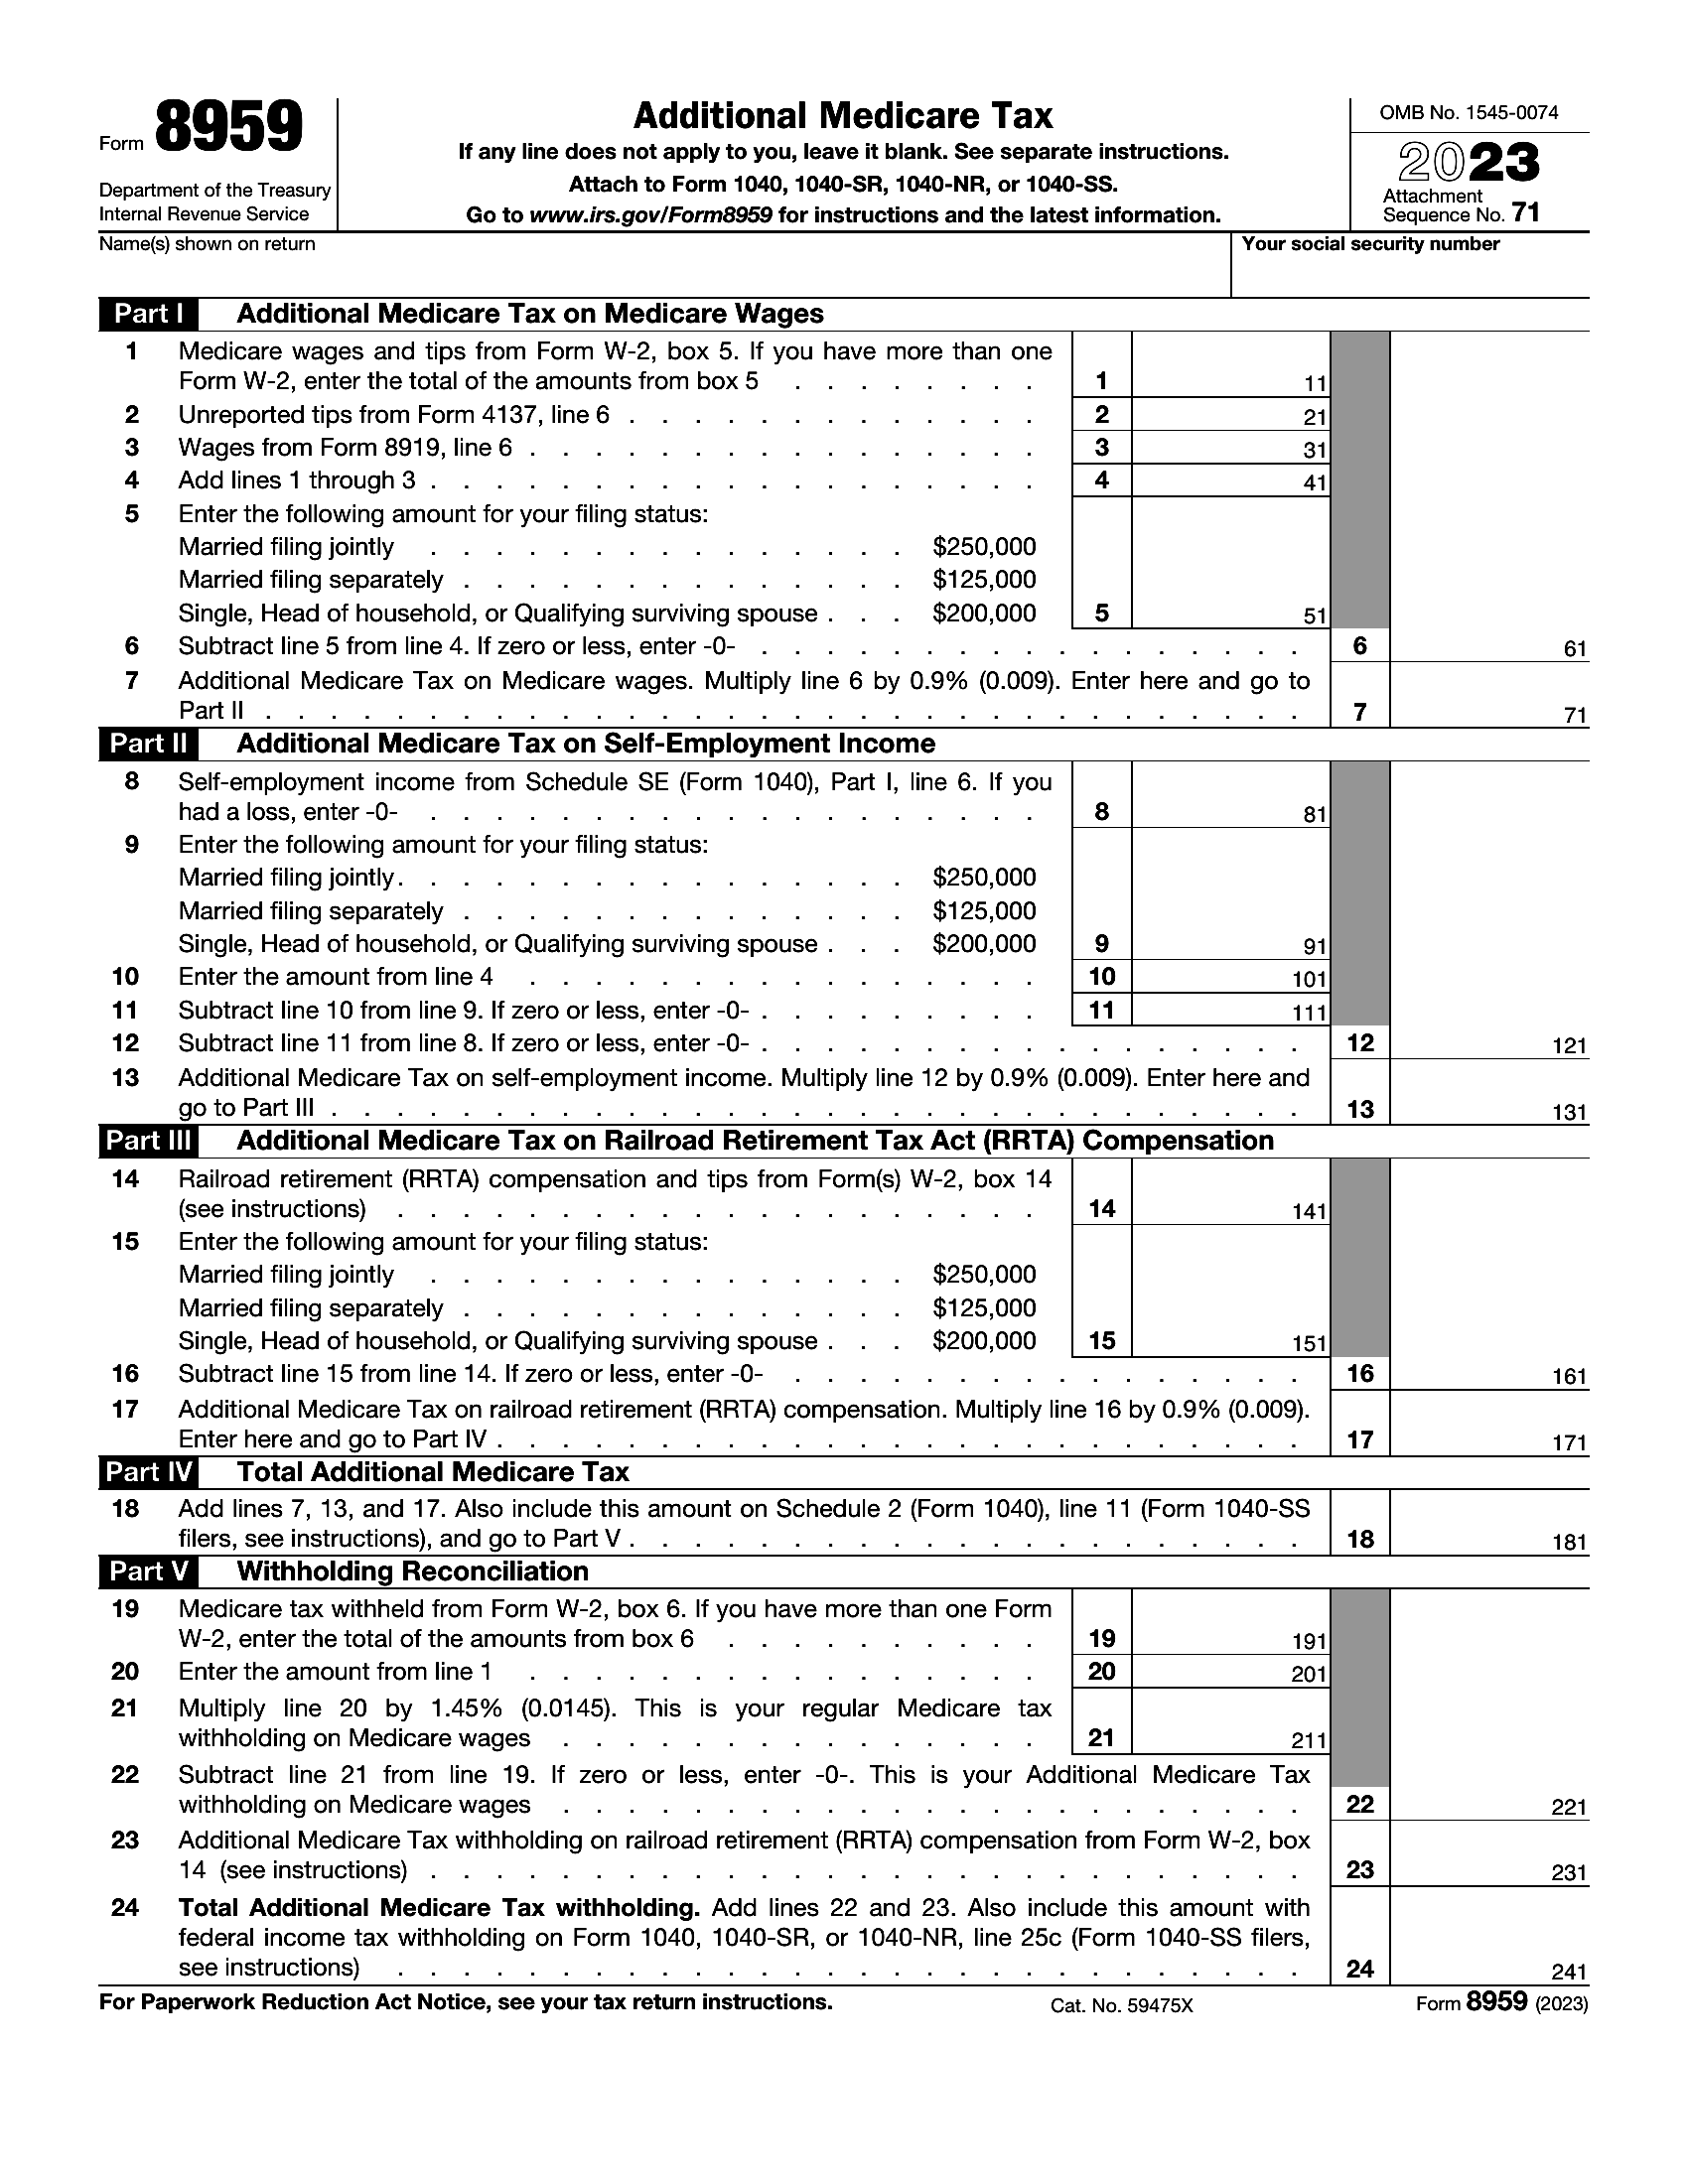 Form 8959
Department of the Treasury
Internal Revenue Service
Additional Medicare Tax
If any line does not apply to you, leave it blank. See separate instructions.
Attach to Form 1040, 1040-SR, 1040-NR, or 1040-SS.
Go to www.irs.gov/Form8959 for instructions and the latest information.
OMB No. 1545-0074
2023
Attachment
Sequence No. 71
Name(s) shown on return
Your social security number
Part I Additional Medicare Tax on Medicare Wages
1 Medicare wages and tips from Form W-2, box 5. If you have more than one
Form W-2, enter the total of the amounts from box 5 . . . . . . . . 1 11
2 Unreported tips from Form 4137, line 6 . . . . . . . . . . . . . 2 21
3 Wages from Form 8919, line 6 . . . . . . . . . . . . . . . . 3 31
4 Add lines 1 through 3 . . . . . . . . . . . . . . . . . . . 4 41
5 Enter the following amount for your filing status:
Married filing jointly . . . . . . . . . . . . . . . $250,000
Married filing separately . . . . . . . . . . . . . . $125,000
Single, Head of household, or Qualifying surviving spouse . . . $200,000 5 51
6 Subtract line 5 from line 4. If zero or less, enter -0- . . . . . . . . . . . . . . . . . 6 61
7 Additional Medicare Tax on Medicare wages. Multiply line 6 by 0.9% (0.009). Enter here and go to
Part II . . . . . . . . . . . . . . . . . . . . . . . . . . . . . . . . 7 71
Part II Additional Medicare Tax on Self-Employment Income
8 Self-employment income from Schedule SE (Form 1040), Part I, line 6. If you
had a loss, enter -0- . . . . . . . . . . . . . . . . . . . 8 81
9 Enter the following amount for your filing status:
Married filing jointly . . . . . . . . . . . . . . . . $250,000
Married filing separately . . . . . . . . . . . . . . $125,000
Single, Head of household, or Qualifying surviving spouse . . . $200,000 9 91
10 Enter the amount from line 4 . . . . . . . . . . . . . . . . 10 101
11 Subtract line 10 from line 9. If zero or less, enter -0- . . . . . . . . . 11 111
12 Subtract line 11 from line 8. If zero or less, enter -0- . . . . . . . . . . . . . . . . . 12 121
13 Additional Medicare Tax on self-employment income. Multiply line 12 by 0.9% (0.009). Enter here and
go to Part III . . . . . . . . . . . . . . . . . . . . . . . . . . . . . . 13 131
Part III Additional Medicare Tax on Railroad Retirement Tax Act (RRTA) Compensation
14 Railroad retirement (RRTA) compensation and tips from Form(s) W-2, box 14
(see instructions) . . . . . . . . . . . . . . . . . . . . 14 141
15 Enter the following amount for your filing status:
Married filing jointly . . . . . . . . . . . . . . . $250,000
Married filing separately . . . . . . . . . . . . . . $125,000
Single, Head of household, or Qualifying surviving spouse . . . $200,000 15 151
16 Subtract line 15 from line 14. If zero or less, enter -0- . . . . . . . . . . . . . . . . 16 161
17 Additional Medicare Tax on railroad retirement (RRTA) compensation. Multiply line 16 by 0.9% (0.009).
Enter here and go to Part IV . . . . . . . . . . . . . . . . . . . . . . . . . 17 171
Part IV Total Additional Medicare Tax
18 Add lines 7, 13, and 17. Also include this amount on Schedule 2 (Form 1040), line 11 (Form 1040-SS
filers, see instructions), and go to Part V . . . . . . . . . . . . . . . . . . . . . 18 181
Part V Withholding Reconciliation
19 Medicare tax withheld from Form W-2, box 6. If you have more than one Form
W-2, enter the total of the amounts from box 6 . . . . . . . . . . 19 191
20 Enter the amount from line 1 . . . . . . . . . . . . . . . . 20 201
21 Multiply line 20 by 1.45% (0.0145). This is your regular Medicare tax
withholding on Medicare wages . . . . . . . . . . . . . . . 21 211
22 Subtract line 21 from line 19. If zero or less, enter -0-. This is your Additional Medicare Tax
withholding on Medicare wages . . . . . . . . . . . . . . . . . . . . . . . 22 221
23 Additional Medicare Tax withholding on railroad retirement (RRTA) compensation from Form W-2, box
14 (see instructions) . . . . . . . . . . . . . . . . . . . . . . . . . . . 23 231
24 Total Additional Medicare Tax withholding. Add lines 22 and 23. Also include this amount with
federal income tax withholding on Form 1040, 1040-SR, or 1040-NR, line 25c (Form 1040-SS filers,
see instructions) . . . . . . . . . . . . . . . . . . . . . . . . . . . . 24 241
For Paperwork Reduction Act Notice, see your tax return instructions. Cat. No. 59475X Form 8959 (2023)